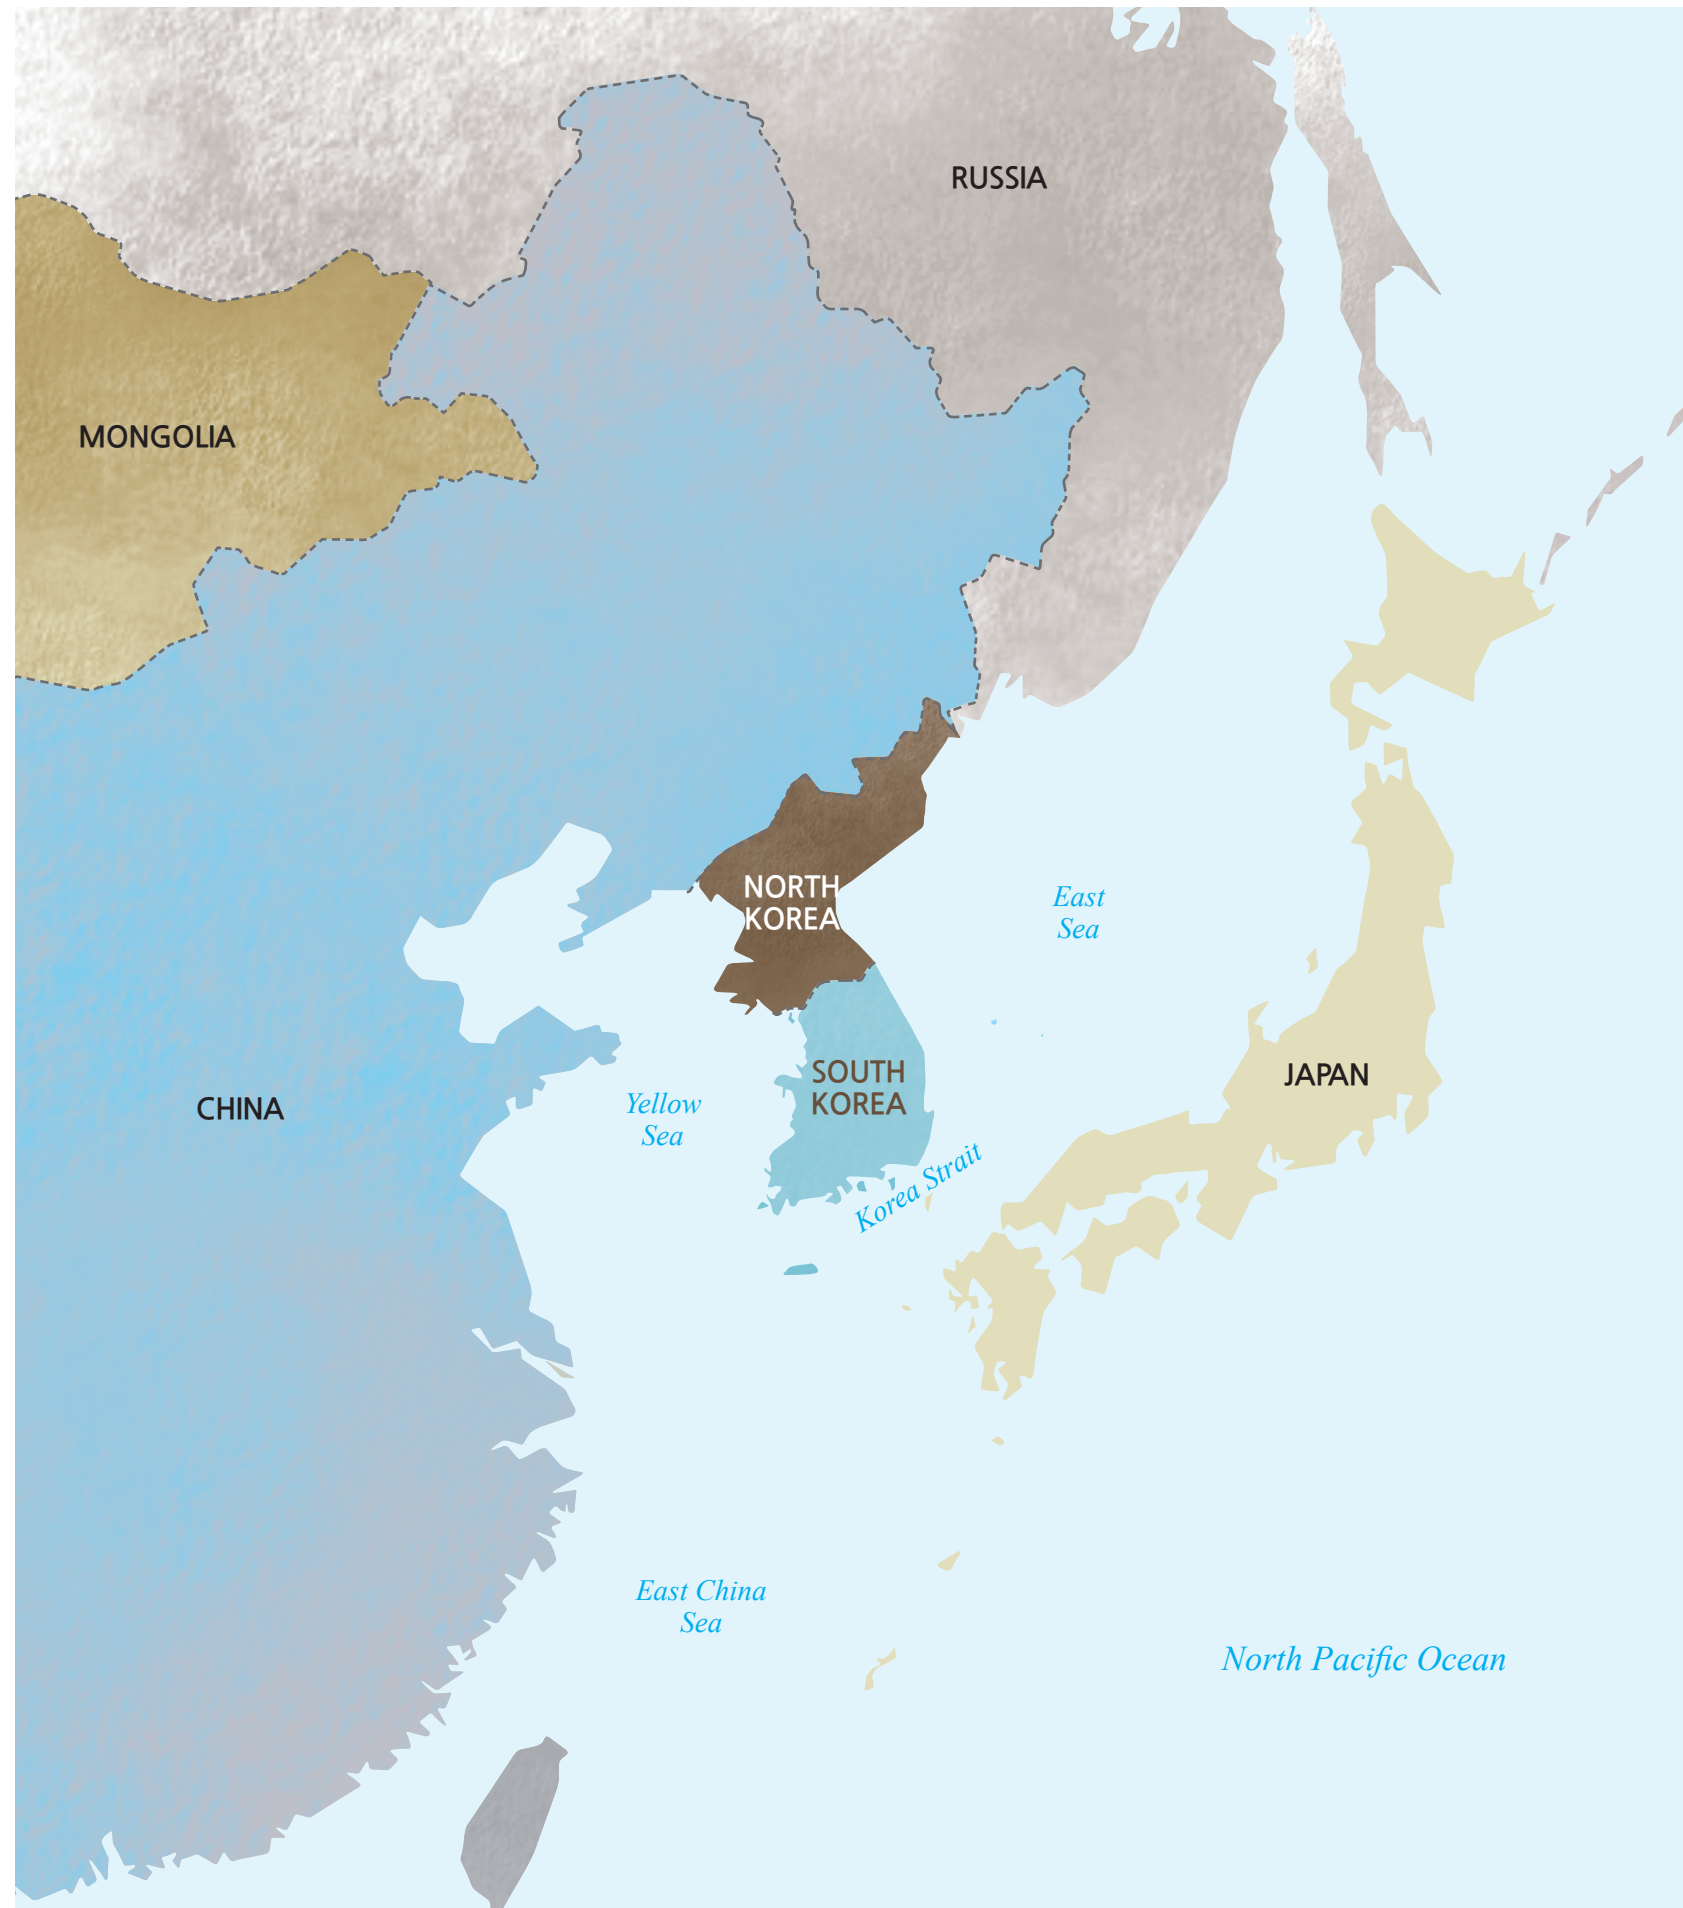 RUSSIA
MONGOLIA
NORTH
KOREA
East
Sea
SOUTH
KOREA
JAPAN
CHINA
Yellow
Sea
Korea Strait
East China
Sea
North Pacific Ocean